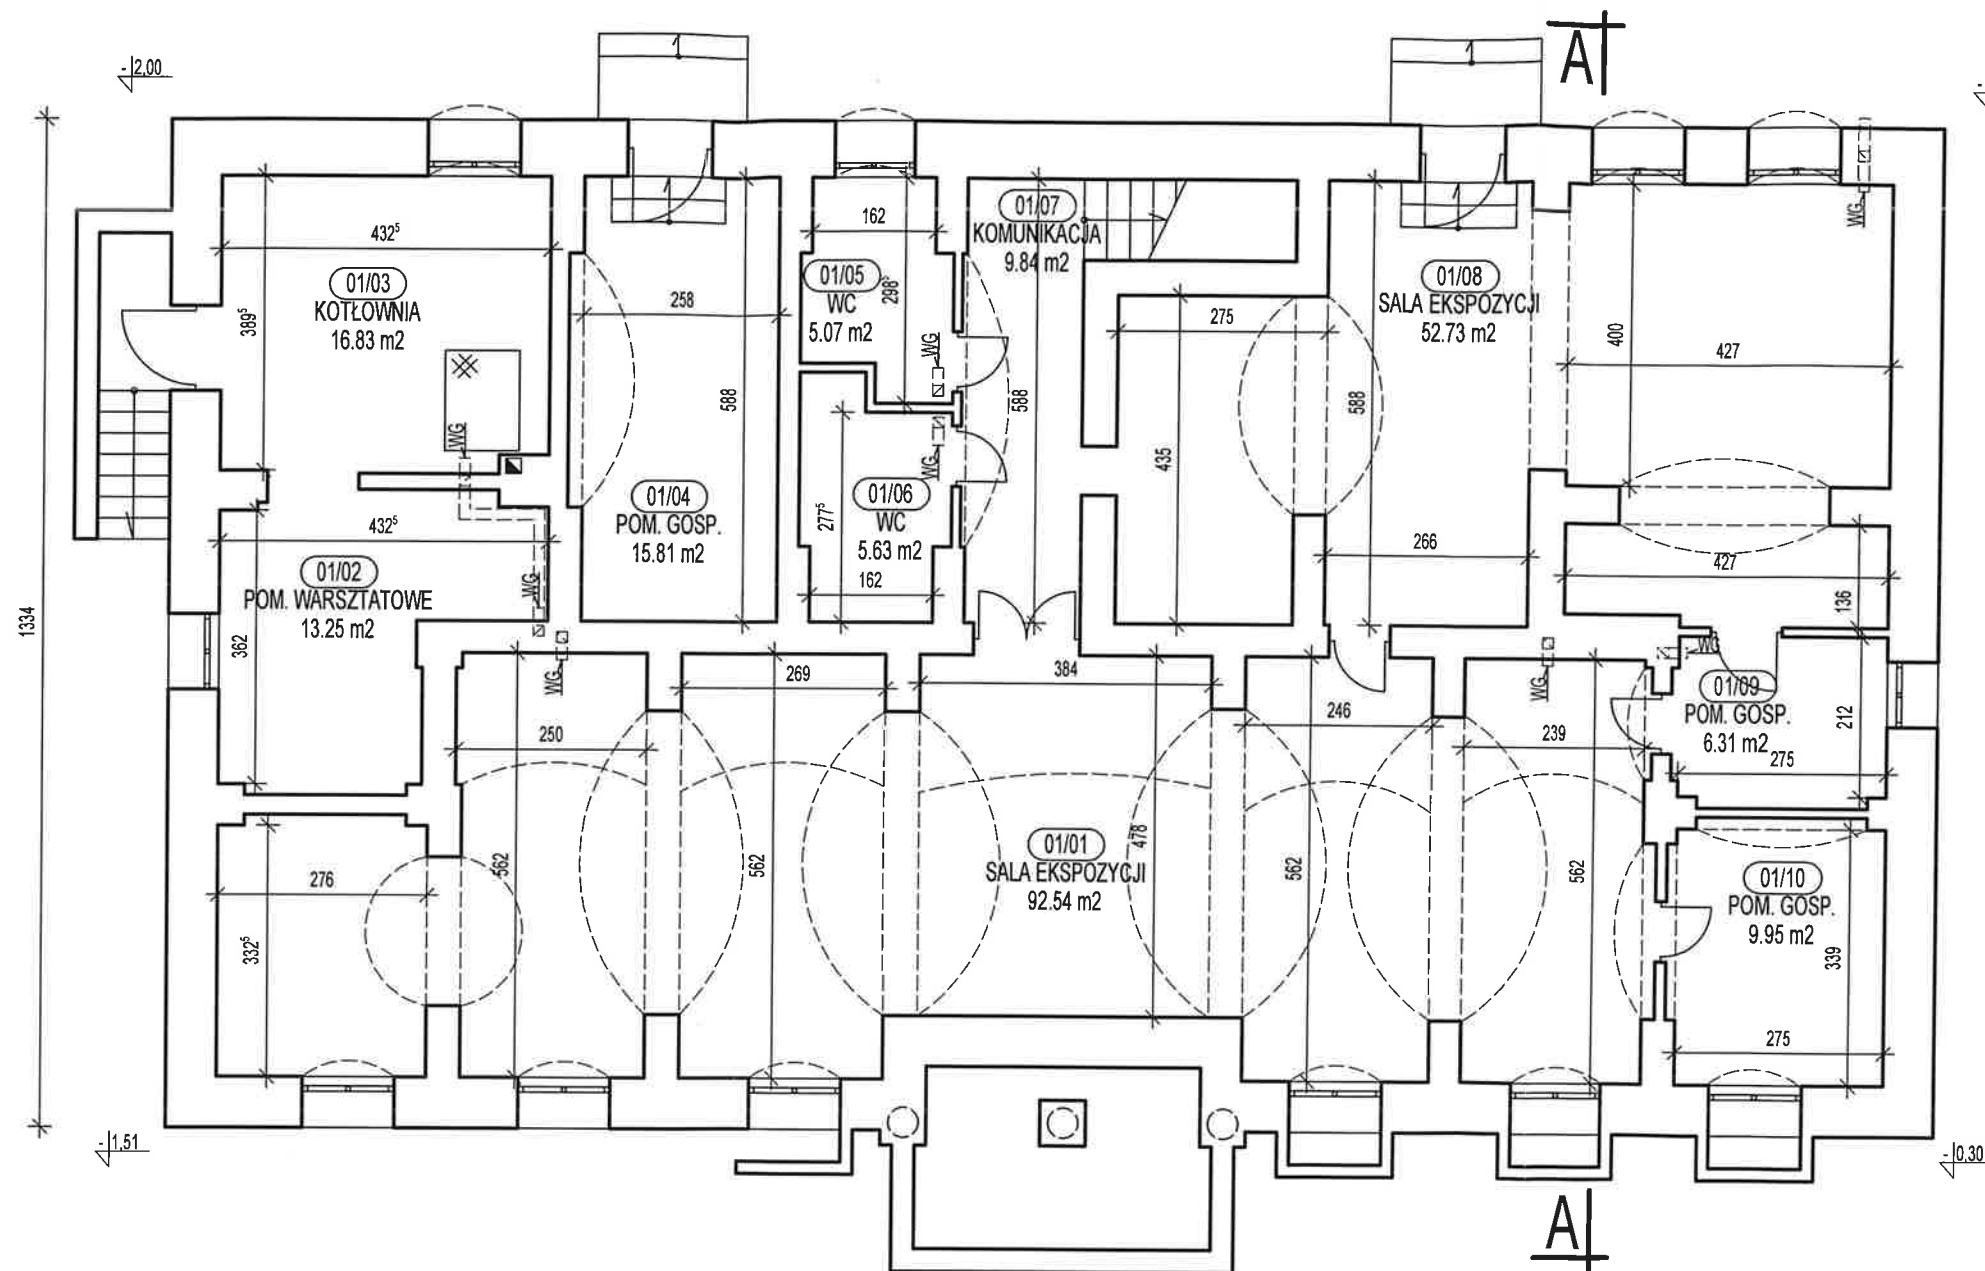 A
- 2,00
01/07
KOMUNIKACJA
9.84 m2
WG
162
432⁵
01/03
KOTŁOWNIA
16.83 m2
389⁵
01/05
WC
5.07 m2
298⁵
258
275
01/08
SALA EKSPOZYCJI
52.73 m2
400
427
WG
588
588
588
WG
435
WG
01/04
POM. GOSP.
15.81 m2
01/06
WC
5.63 m2
277⁵
162
432⁵
266
427
136
01/02
POM. WARSZTATOWE
13.25 m2
WG
1334
362
WG
269
384
246
WG
WG
01/09
POM. GOSP.
6.31 m2
212
250
239
275
562
562
478
562
562
01/01
SALA EKSPOZYCJI
92.54 m2
276
332⁵
01/10
POM. GOSP.
9.95 m2
339
275
- 1,51
- 0,30
A